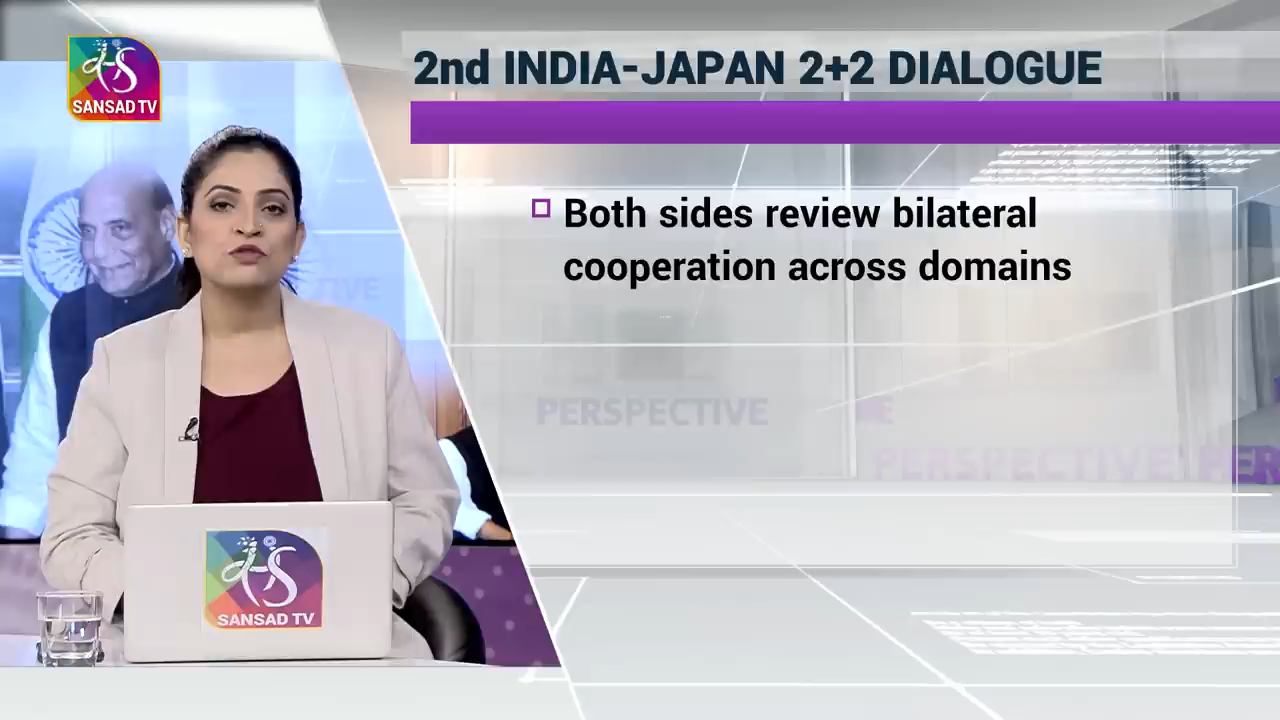 SANSAD TV
2nd INDIA-JAPAN 2+2 DIALOGUE
Both sides review bilateral
cooperation across domains
PERSPECTIVE
PERSPECTIVE
SANSAD TV